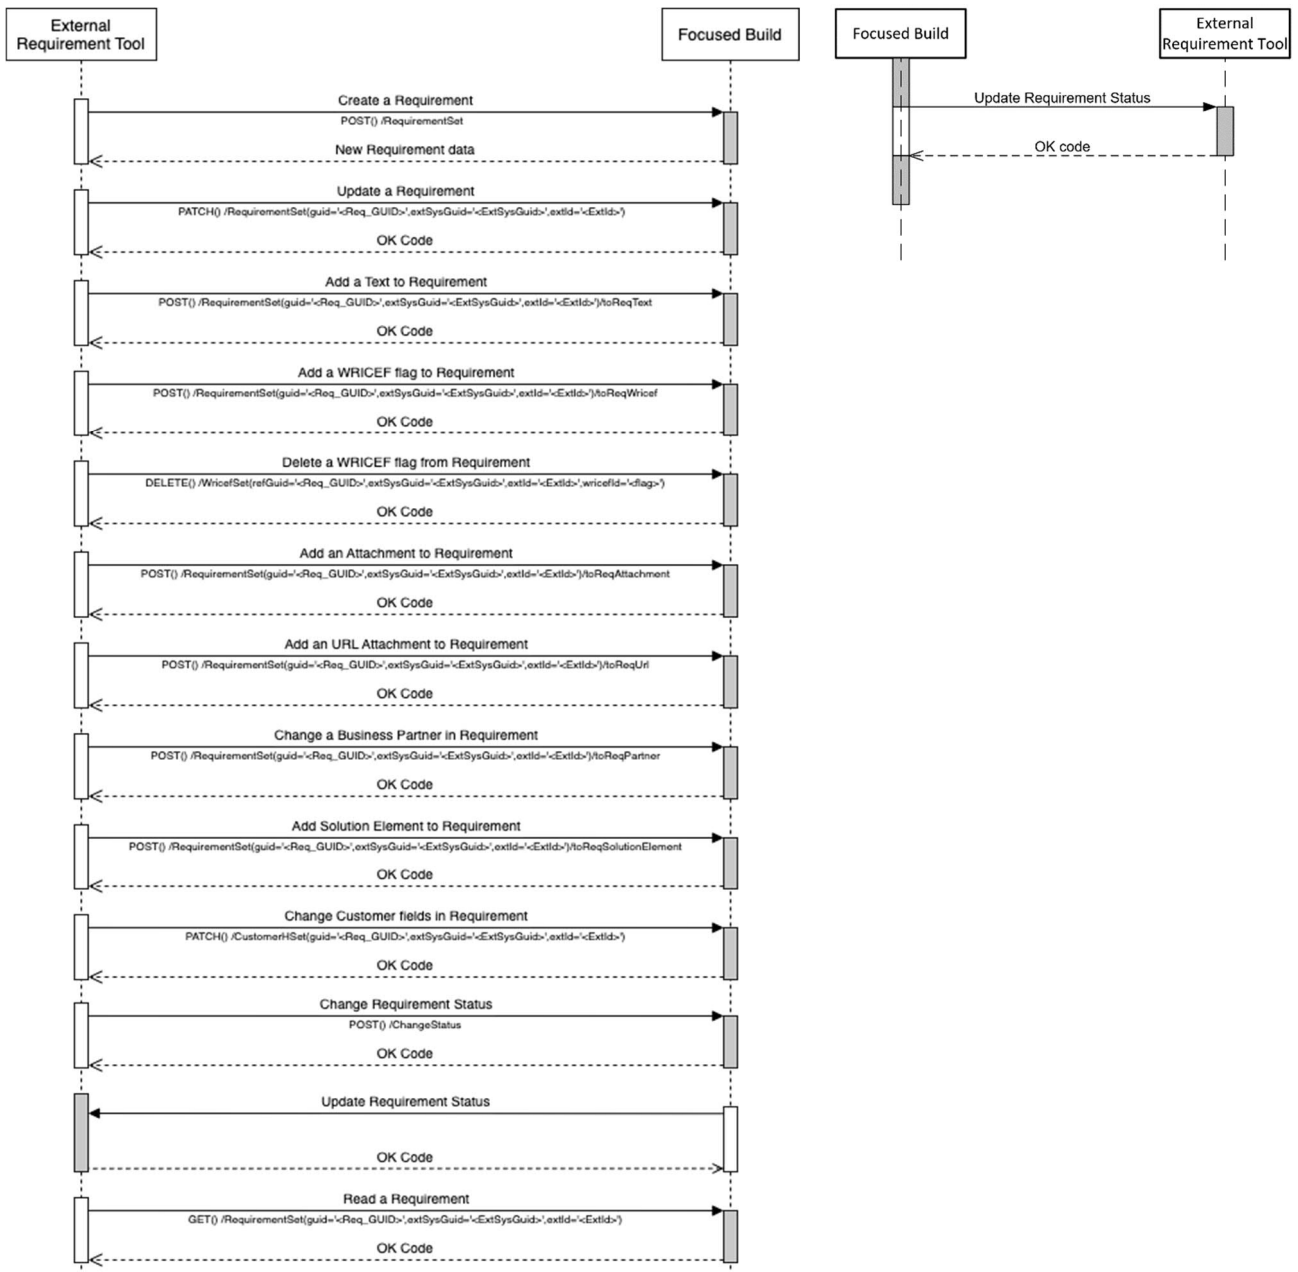 External
Requirement Tool
Focused Build
Create a Requirement
POST() /RequirementSet
New Requirement data
Update a Requirement
PATCH() /RequirementSet(guid='<Req_GUID>',extSysGuid='<ExtSysGuid>',extId='<ExtId>')
OK Code
Add a Text to Requirement
POST() /RequirementSet(guid='<Req_GUID>',extSysGuid='<ExtSysGuid>',extId='<ExtId>')/toReqText
OK Code
Add a WRICEF flag to Requirement
POST() /RequirementSet(guid='<Req_GUID>',extSysGuid='<ExtSysGuid>',extId='<ExtId>')/toReqWricef
OK Code
Delete a WRICEF flag from Requirement
DELETE() /WricefSet(refGuid='<Req_GUID>',extSysGuid='<ExtSysGuid>',extId='<ExtId>',wricefId='<flag>')
OK Code
Add an Attachment to Requirement
POST() /RequirementSet(guid='<Req_GUID>',extSysGuid='<ExtSysGuid>',extId='<ExtId>')/toReqAttachment
OK Code
Add an URL Attachment to Requirement
POST() /RequirementSet(guid='<Req_GUID>',extSysGuid='<ExtSysGuid>',extId='<ExtId>')/toReqUrl
OK Code
Change a Business Partner in Requirement
POST() /RequirementSet(guid='<Req_GUID>',extSysGuid='<ExtSysGuid>',extId='<ExtId>')/toReqPartner
OK Code
Add Solution Element to Requirement
POST() /RequirementSet(guid='<Req_GUID>',extSysGuid='<ExtSysGuid>',extId='<ExtId>')/toReqSolutionElement
OK Code
Change Customer fields in Requirement
PATCH() /CustomerHSet(guid='<Req_GUID>',extSysGuid='<ExtSysGuid>',extId='<ExtId>')
OK Code
Change Requirement Status
POST() /ChangeStatus
OK Code
Update Requirement Status
OK Code
Read a Requirement
GET() /RequirementSet(guid='<Req_GUID>',extSysGuid='<ExtSysGuid>',extId='<ExtId>')
OK Code
Focused Build
External
Requirement Tool
Update Requirement Status
OK code